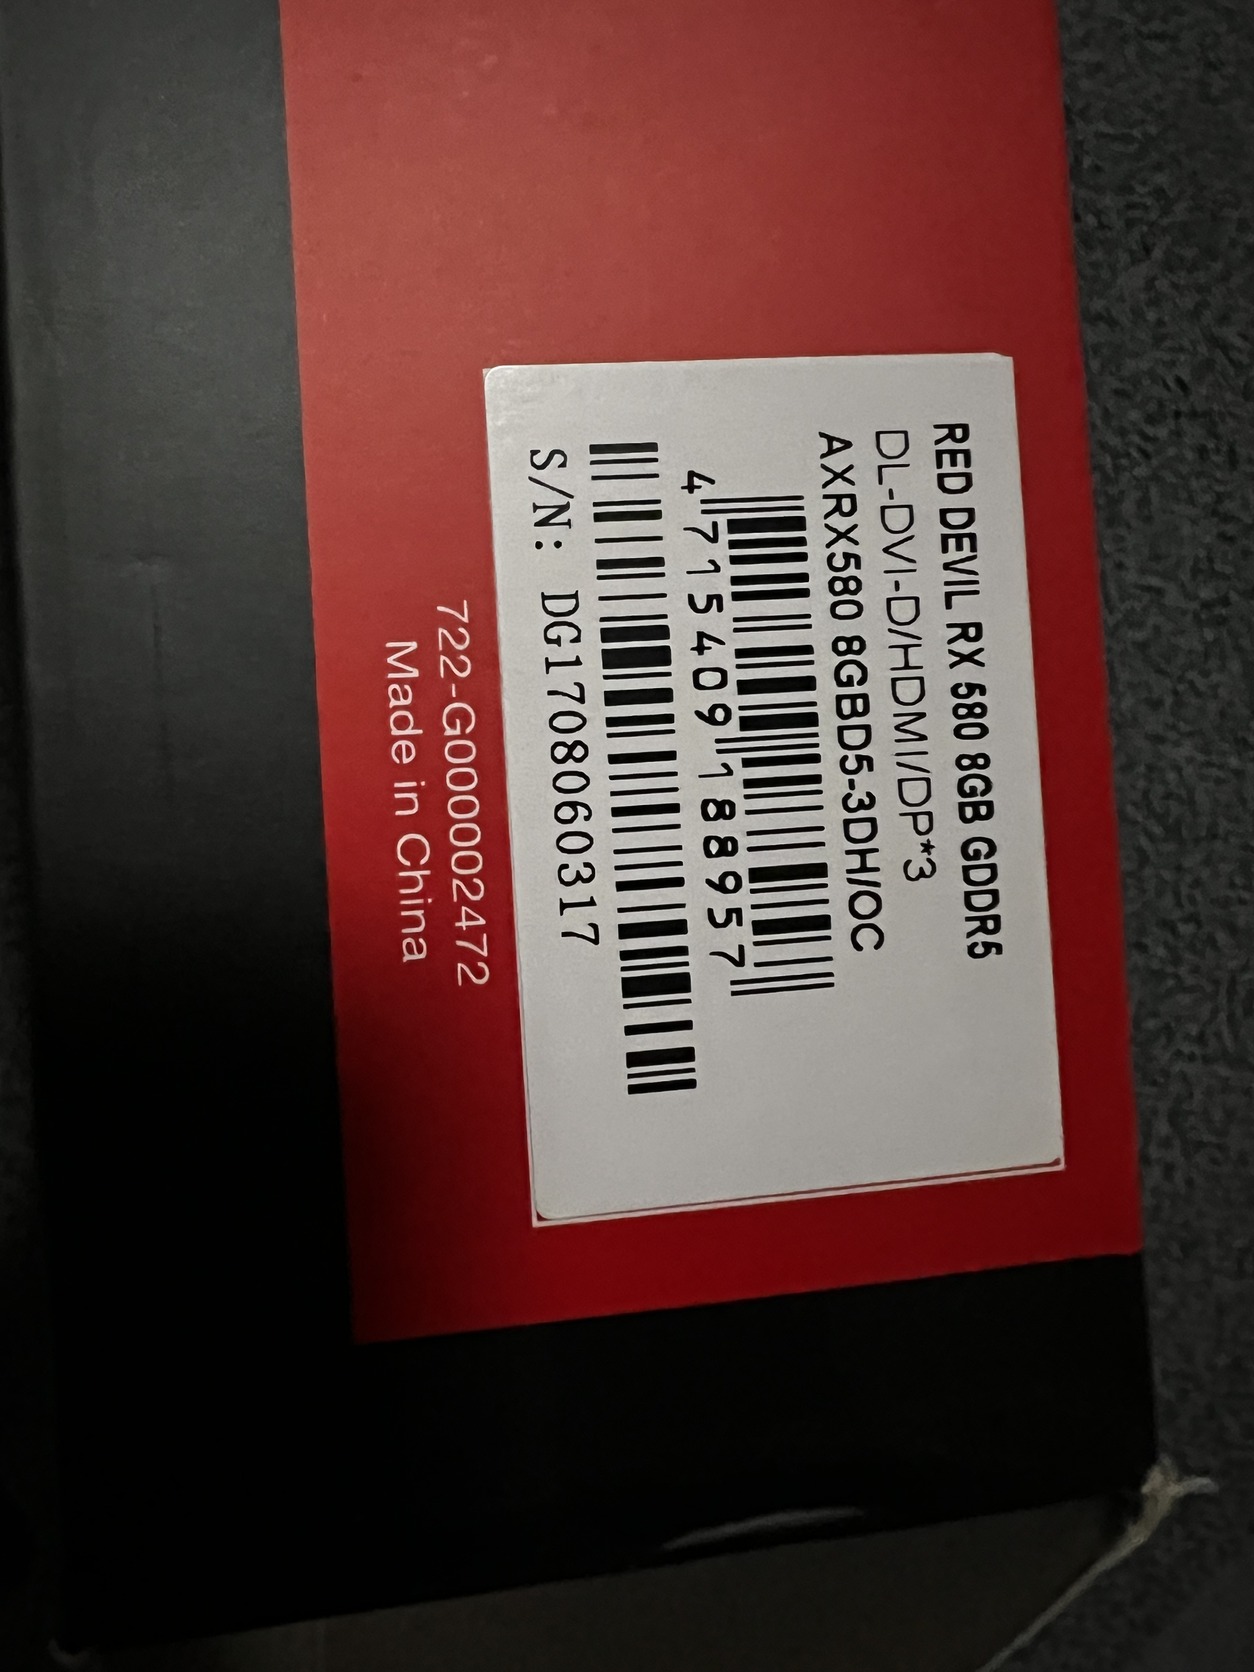 RED DEVIL RX 580 8GB GDDR5
DL-DVI-D/HDMI/DP*3
AXRX580 8GBD5-3DH/OC
4 715409 188957
S/N: DG1708060317
722-G00002472
Made in China